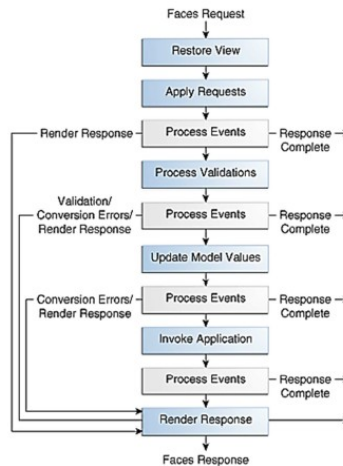 Faces Request
Restore View
Apply Requests
Render Response
Process Events
Response
Complete
Process Validations
Validation/
Conversion Errors/
Render Response
Process Events
Response
Complete
Update Model Values
Conversion Errors/
Render Response
Process Events
Response
Complete
Invoke Application
Process Events
Response
Complete
Render Response
Faces Response